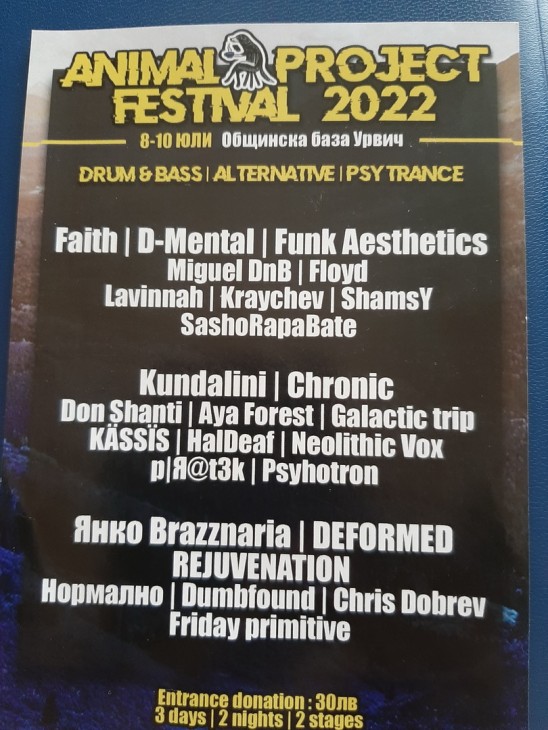 ANIMAL PROJECT
FESTIVAL 2022
8-10 ЮЛИ Общинска база Урвич
DRUM & BASS | ALTERNATIVE | PSY TRANCE
Faith | D-Mental | Funk Aesthetics
Miguel DnB | Floyd
Lavinnah | Kraychev | ShamsY
SashoRapaBate
Kundalini | Chronic
Don Shanti | Aya Forest | Galactic trip
KÄSSÏS | HalDeaf | Neolithic Vox
p|Я@t3k | Psyhotron
Янко Brazznaria | DEFORMED
REJUVENATION
Нормално | Dumbfound | Chris Dobrev
Friday primitive
Entrance donation : 30лв
3 days | 2 nights | 2 stages